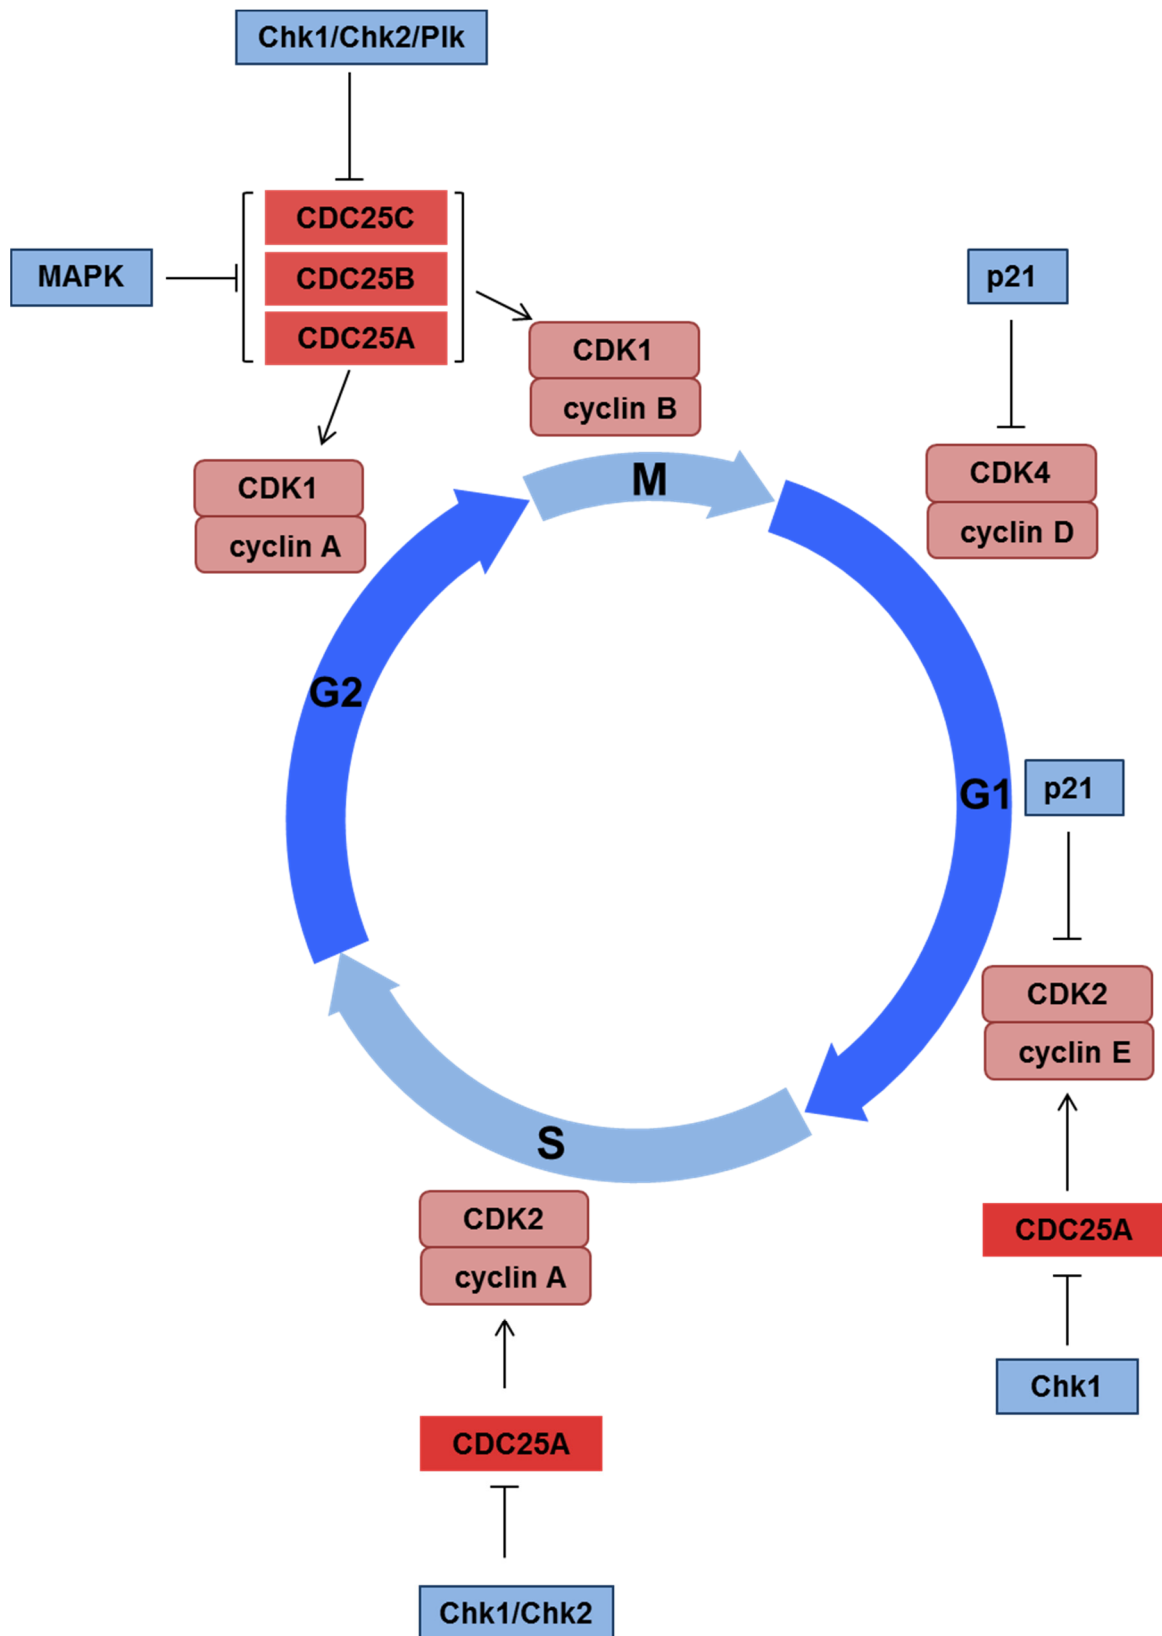 Chk1/Chk2/Plk
CDC25C
MAPK
CDC25B
p21
CDC25A
CDK1
cyclin B
CDK1
cyclin A
M
CDK4
cyclin D
G2
G1
p21
CDK2
cyclin E
S
CDK2
cyclin A
CDC25A
Chk1
CDC25A
Chk1/Chk2